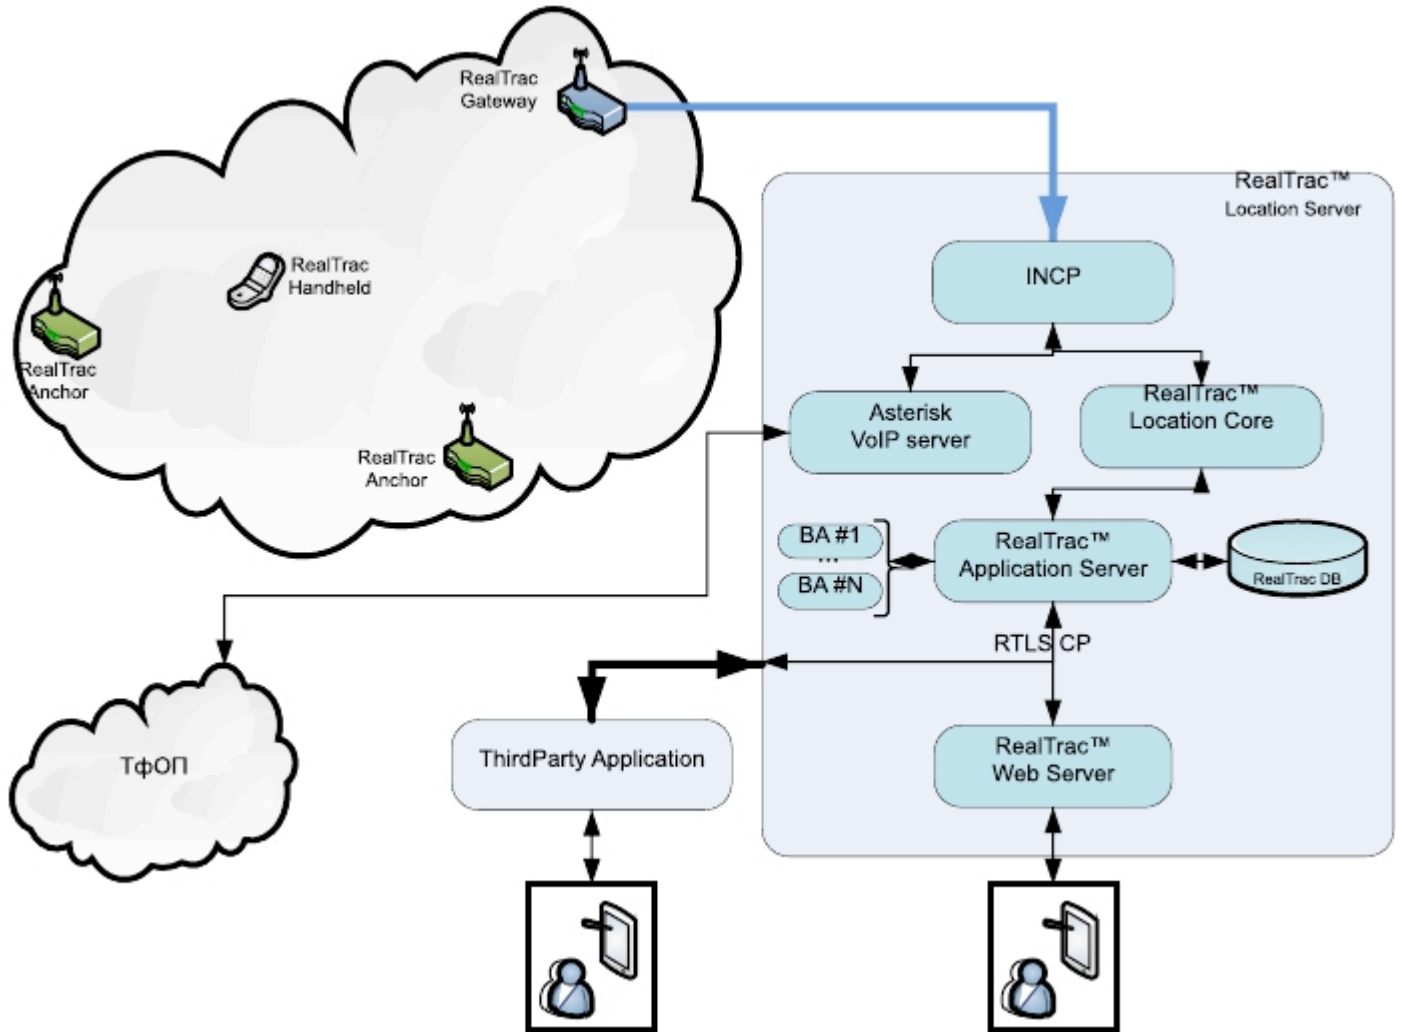 RealTrac
Gateway
RealTrac™
Location Server
RealTrac
Handheld
INCP
RealTrac
Anchor
RealTrac™
Location Core
Asterisk
VoIP server
RealTrac
Anchor
BA #1
...
BA #N
RealTrac™
Application Server
RealTrac DB
RTLS CP
ThirdParty Application
RealTrac™
Web Server
ТфОП